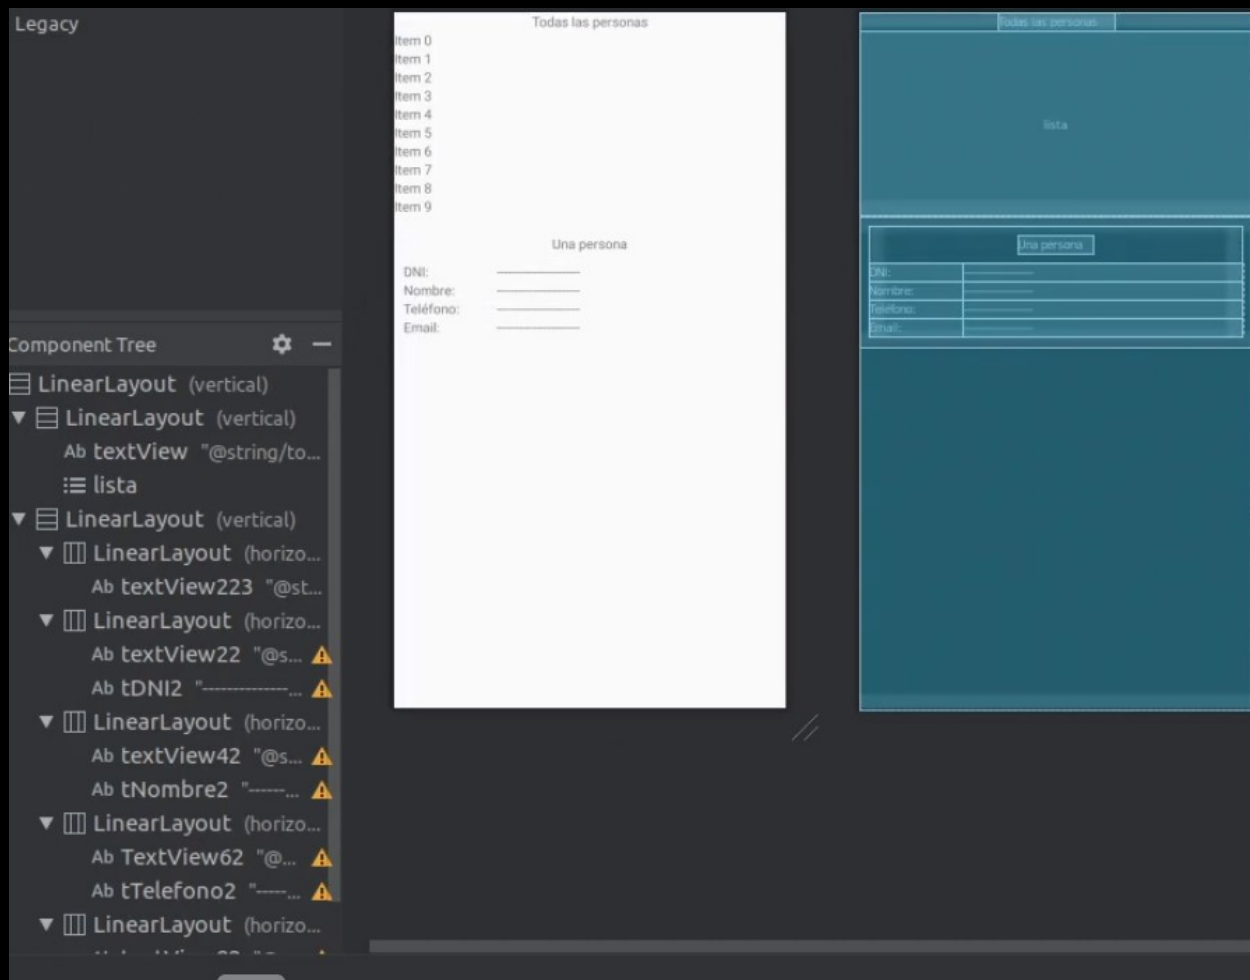 Legacy
Component Tree
LinearLayout (vertical)
LinearLayout (vertical)
Ab textView "@string/to...
lista
LinearLayout (vertical)
LinearLayout (horizo...
Ab textView223 "@st...
LinearLayout (horizo...
Ab textView22 "@s...
Ab tDNI2 "--------------...
LinearLayout (horizo...
Ab textView42 "@s...
Ab tNombre2 "------...
LinearLayout (horizo...
Ab TextView62 "@...
Ab tTelefono2 "-----...
LinearLayout (horizo...
Todas las personas
Item 0
Item 1
Item 2
Item 3
Item 4
Item 5
Item 6
Item 7
Item 8
Item 9
Una persona
DNI: --------------------
Nombre: --------------------
Teléfono: --------------------
Email: --------------------
Todas las personas
lista
Una persona
DNI: --------------------
Nombre: --------------------
Teléfono: --------------------
Email: --------------------